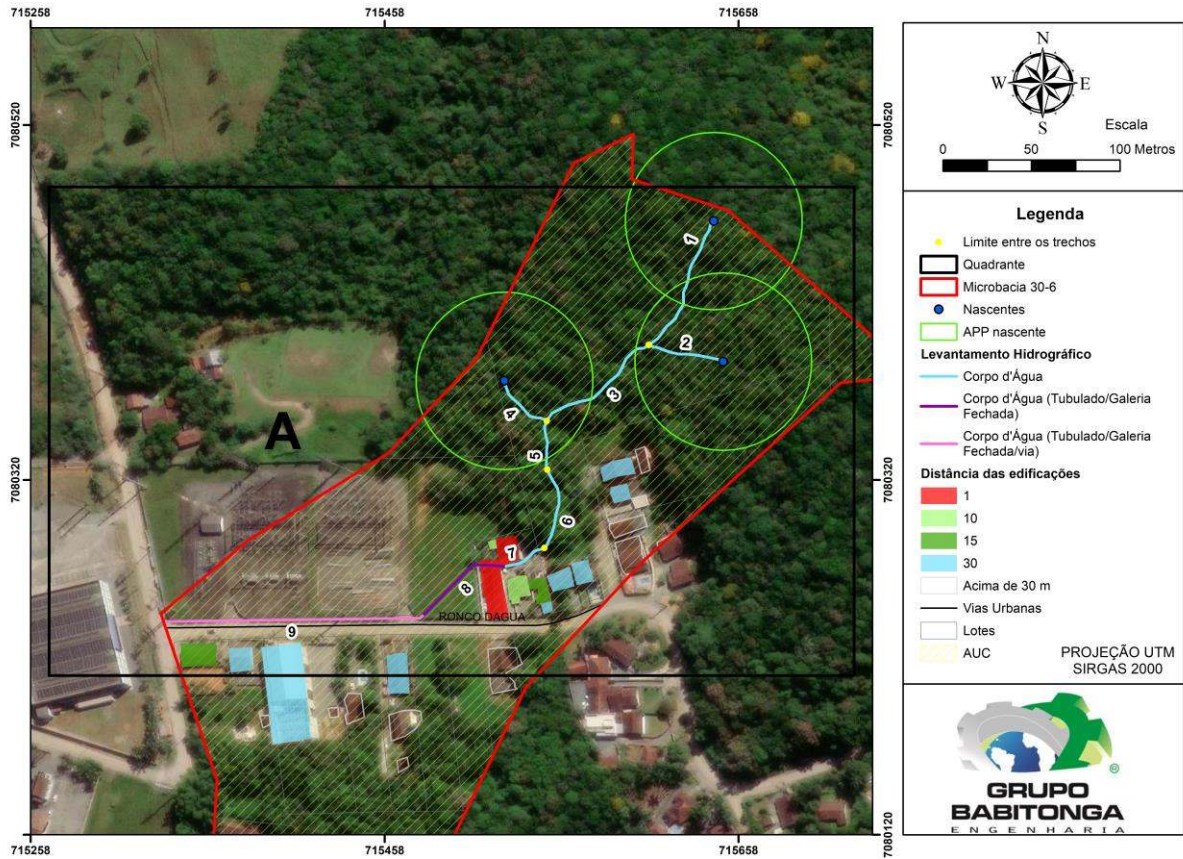 715258
715458
715658
7080520
7080520
7080320
7080320
7080120
7080120
715258
715458
715658
1
2
3
4
5
6
7
8
9
A
RONCO DAGUA
N
W
E
S
Escala
0 50 100 Metros
Legenda
Limite entre os trechos
Quadrante
Microbacia 30-6
Nascentes
APP nascente
Levantamento Hidrográfico
Corpo d'Água
Corpo d'Água (Tubulado/Galeria
Fechada)
Corpo d'Água (Tubulado/Galeria
Fechada/via)
Distância das edificações
1
10
15
30
Acima de 30 m
Vias Urbanas
Lotes
AUC
PROJEÇÃO UTM
SIRGAS 2000
®
GRUPO
BABITONGA
ENGENHARIA